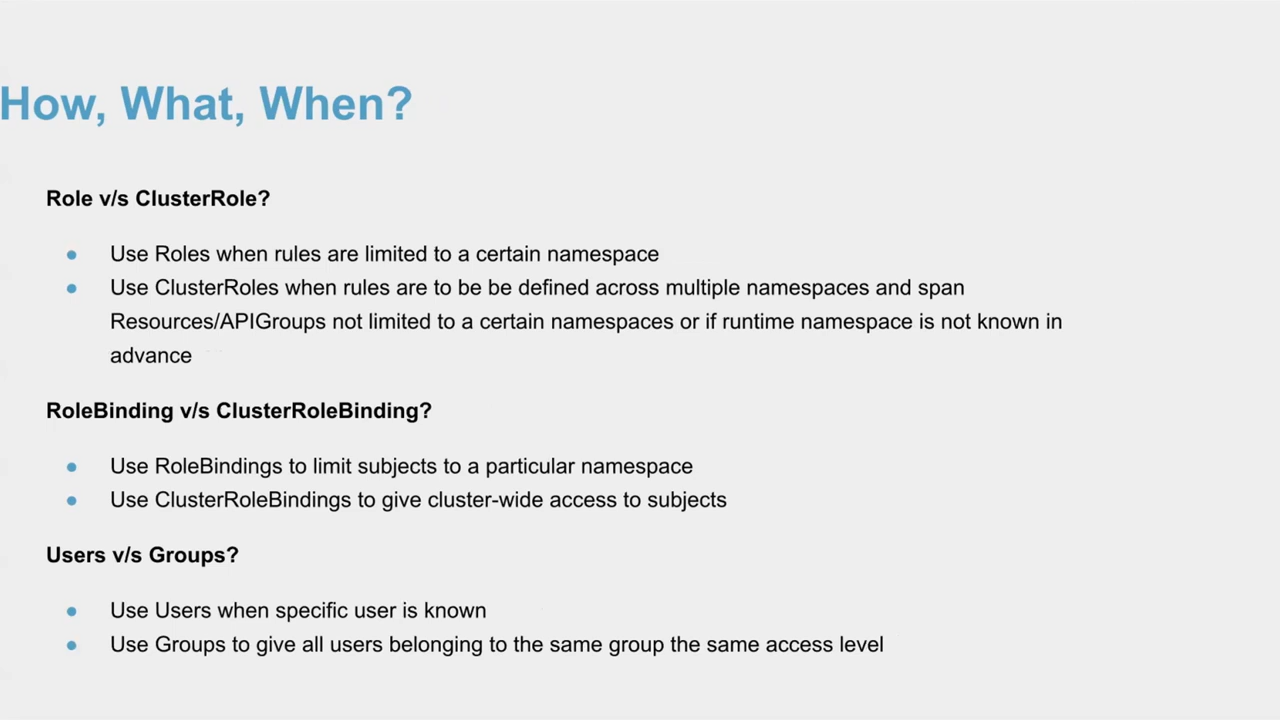 How, What, When?
Role v/s ClusterRole?
● Use Roles when rules are limited to a certain namespace
● Use ClusterRoles when rules are to be be defined across multiple namespaces and span
Resources/APIGroups not limited to a certain namespaces or if runtime namespace is not known in
advance
RoleBinding v/s ClusterRoleBinding?
● Use RoleBindings to limit subjects to a particular namespace
● Use ClusterRoleBindings to give cluster-wide access to subjects
Users v/s Groups?
● Use Users when specific user is known
● Use Groups to give all users belonging to the same group the same access level